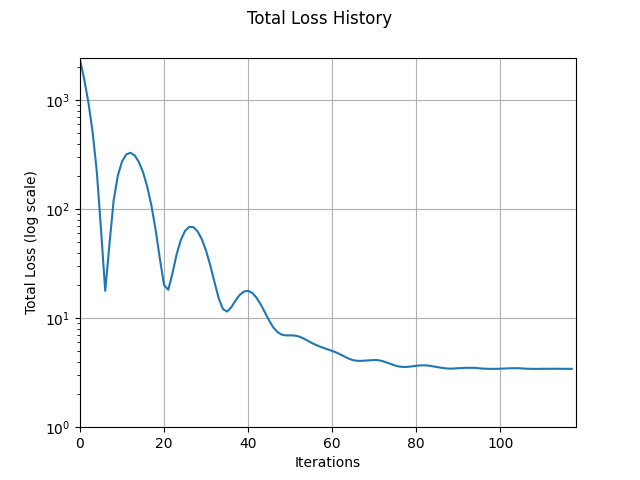 Total Loss History
Total Loss (log scale)
10³
10²
10¹
10⁰
0 20 40 60 80 100
Iterations